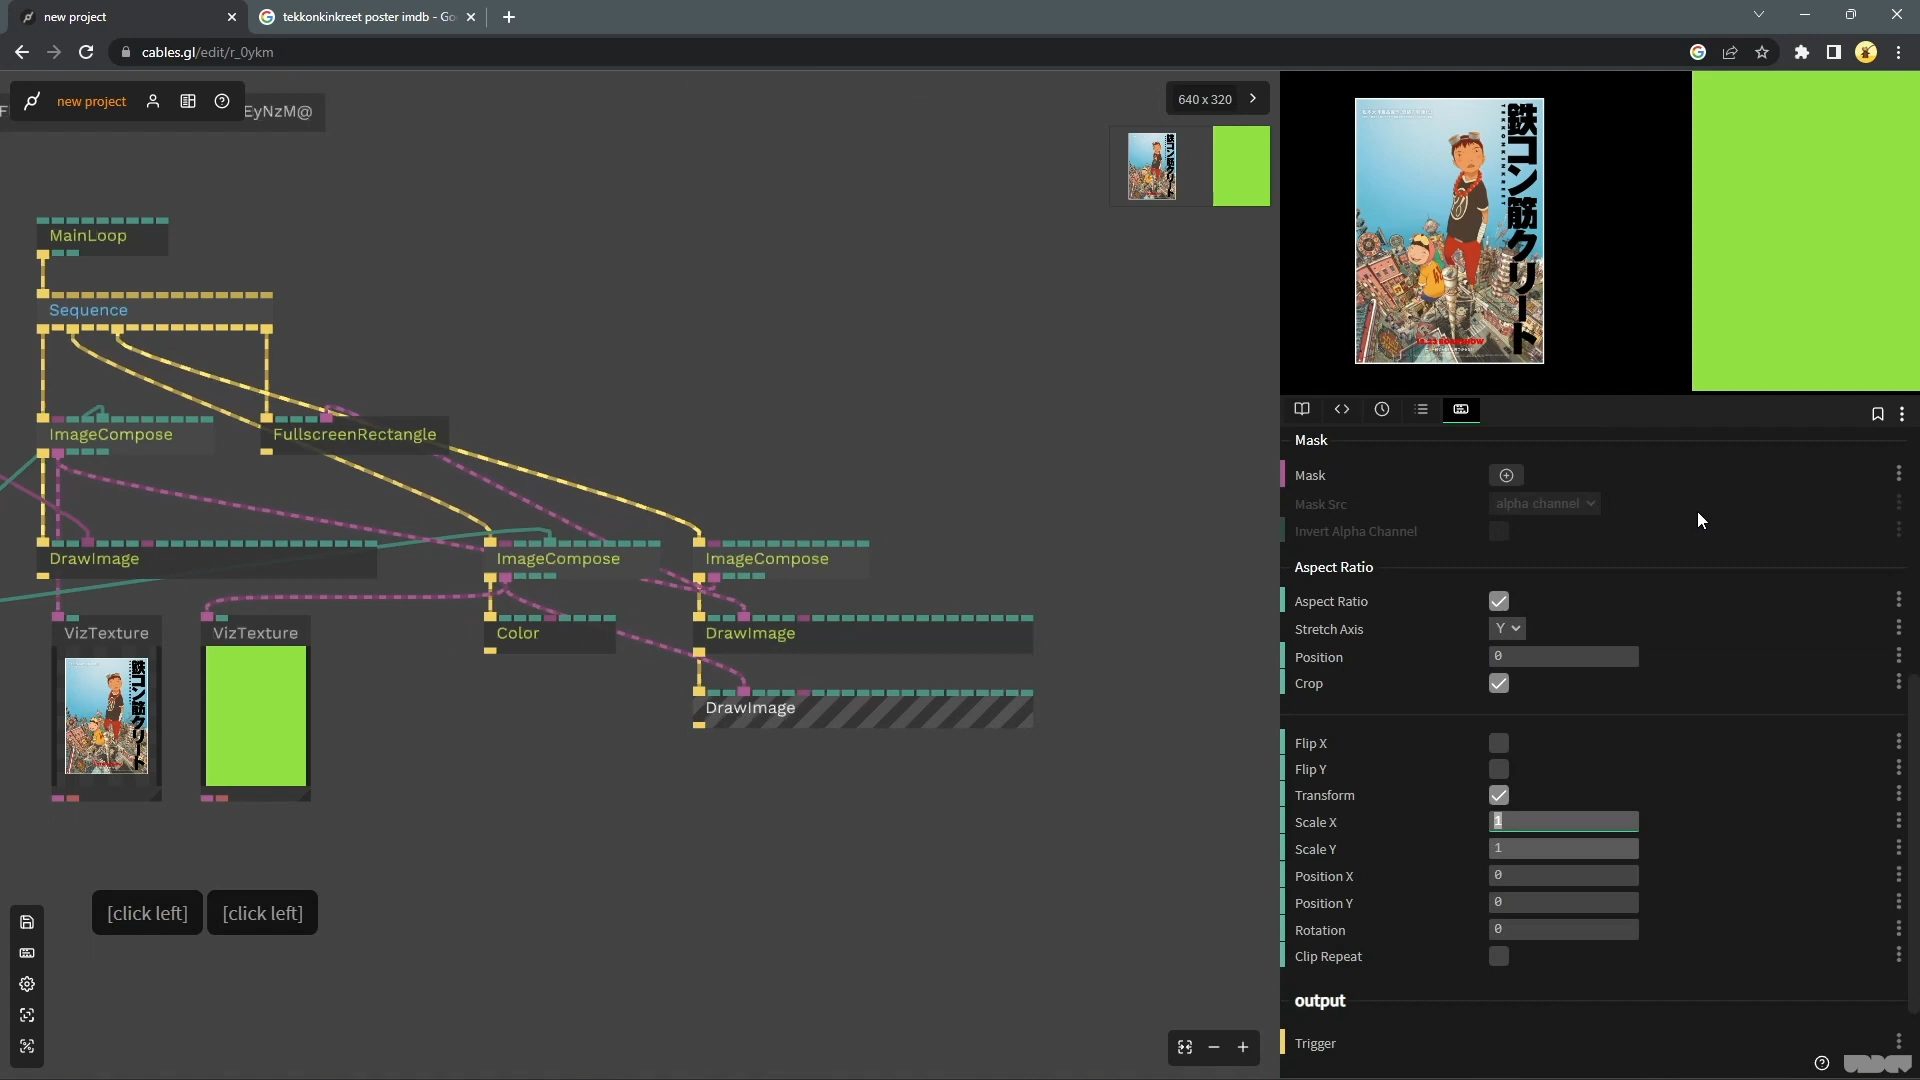 new project
tekkonkinkreet poster imdb - Go
cables.gl/edit/r_0ykm
new project
EyNzM@
640 x 320
MainLoop
Sequence
ImageCompose
FullscreenRectangle
DrawImage
ImageCompose
ImageCompose
VizTexture
VizTexture
Color
DrawImage
DrawImage
[click left]
[click left]
鉄コン筋クリート
TEKKONKINKREET
Mask
Mask
Mask Src
alpha channel
Invert Alpha Channel
Aspect Ratio
Aspect Ratio
Stretch Axis
Y
Position
0
Crop
Flip X
Flip Y
Transform
Scale X
1
Scale Y
1
Position X
0
Position Y
0
Rotation
0
Clip Repeat
output
Trigger